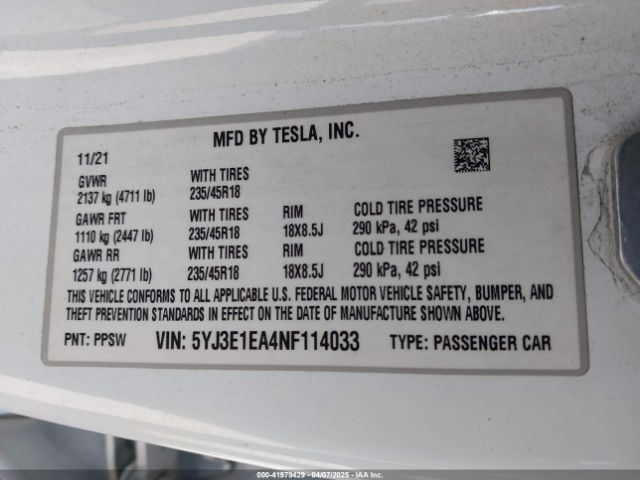 MFD BY TESLA, INC.
11/21
GVWR WITH TIRES
2137 kg (4711 lb) 235/45R18
GAWR FRT WITH TIRES RIM COLD TIRE PRESSURE
1110 kg (2447 lb) 235/45R18 18X8.5J 290 kPa, 42 psi
GAWR RR WITH TIRES RIM COLD TIRE PRESSURE
1257 kg (2771 lb) 235/45R18 18X8.5J 290 kPa, 42 psi
THIS VEHICLE CONFORMS TO ALL APPLICABLE U.S. FEDERAL MOTOR VEHICLE SAFETY, BUMPER, AND
THEFT PREVENTION STANDARDS IN EFFECT ON THE DATE OF MANUFACTURE SHOWN ABOVE.
PNT: PPSW VIN: 5YJ3E1EA4NF114033 TYPE: PASSENGER CAR
000-41979429 - 04/07/2025 - IAACLLC